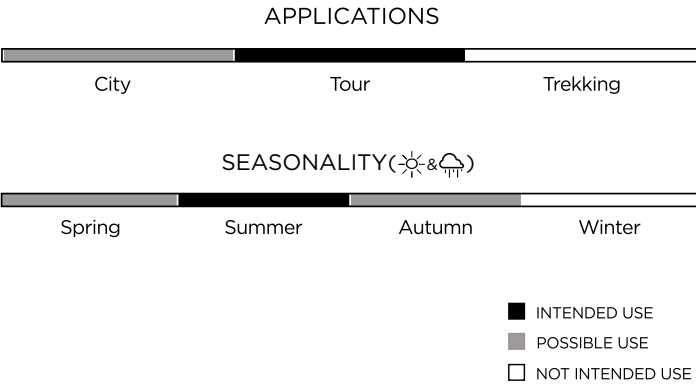 APPLICATIONS
City Tour Trekking
SEASONALITY(&)
Spring Summer Autumn Winter
INTENDED USE
POSSIBLE USE
NOT INTENDED USE